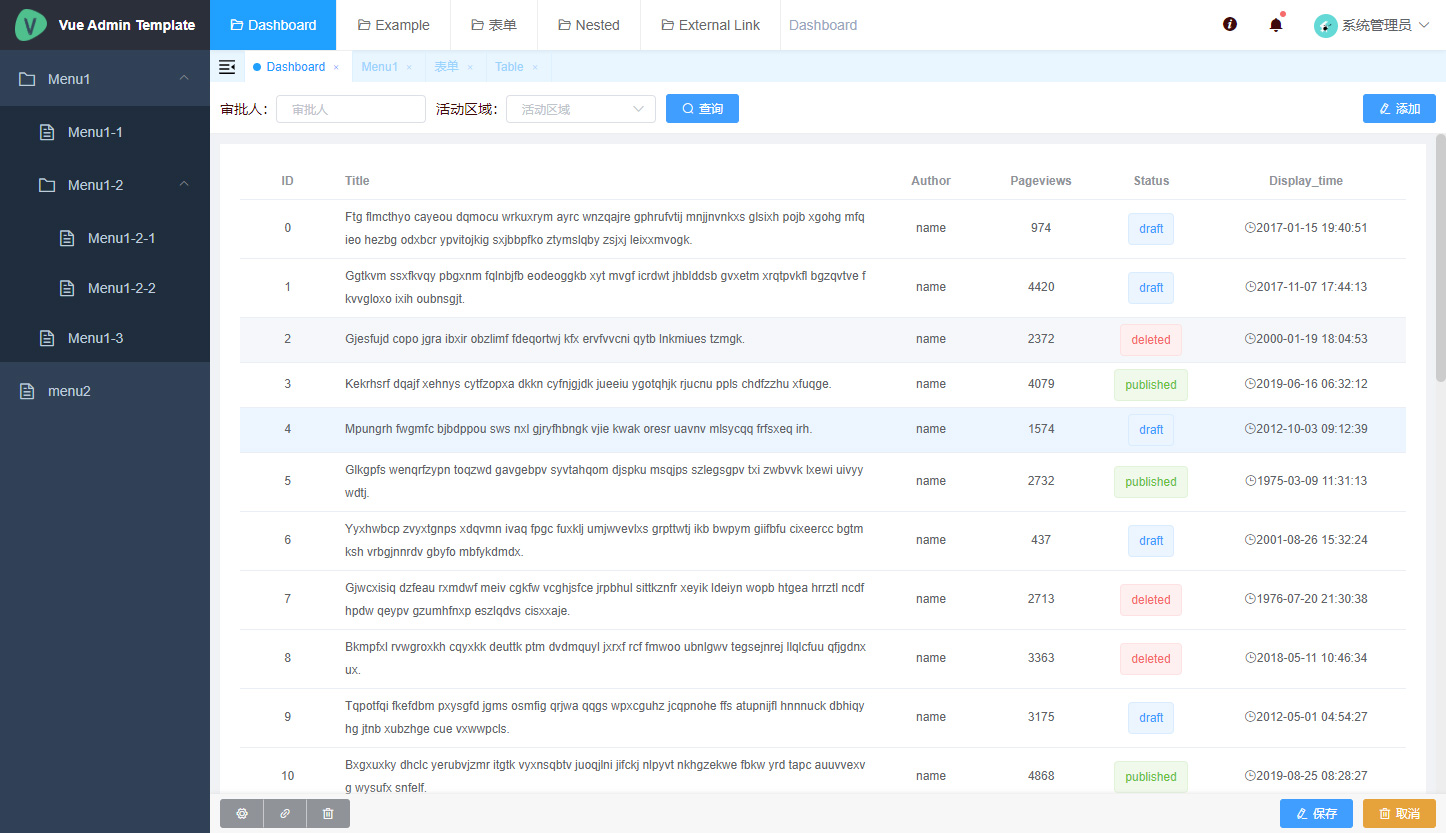 Vue Admin Template
Dashboard
Example
表单
Nested
External Link
Dashboard
系统管理员
Menu1
Menu1-1
Menu1-2
Menu1-2-1
Menu1-2-2
Menu1-3
menu2
Dashboard × Menu1 × 表单 × Table ×
审批人: 审批人 活动区域: 活动区域 查询 添加
ID Title Author Pageviews Status Display_time
0 Ftg flmcthyo cayeou dqmocu wrkuxrym ayrc wnzqajre gphrufvtij mnjjnvnkxs glsixh pojb xgohg mfq
ieo hezbg odxbcr ypvitojkig sxjbbpfko ztymslqby zsjxj leixxmvogk. name 974 draft 2017-01-15 19:40:51
1 Ggtkvm ssxfkvqy pbgxnm fqlnbjfb eodeoggkb xyt mvgf icrdwt jhblddsb gvxetm xrqtpvkfl bgzqvtve f
kvvgloxo ixih oubnsgjt. name 4420 draft 2017-11-07 17:44:13
2 Gjesfujd copo jgra ibxir obzlimf fdeqortwj kfx ervfvvcni qytb lnkmiues tzmgk. name 2372 deleted 2000-01-19 18:04:53
3 Kekrhsrf dqajf xehnys cytfzopxa dkkn cyfnjgjdk jueeiu ygotqhjk rjucnu ppls chdfzzhu xfuqge. name 4079 published 2019-06-16 06:32:12
4 Mpungrh fwgmfc bjbdppou sws nxl gjryfhbngk vjie kwak oresr uavnv mlsycqq frfsxeq irh. name 1574 draft 2012-10-03 09:12:39
5 Glkgpfs wenqrfzypn toqzwd gavgebpv syvtahqom djspku msqjps szlegsgpv txi zwbvvk lxewi uivyy
wdtj. name 2732 published 1975-03-09 11:31:13
6 Yyxhwbcp zvyxtgnps xdqvmn ivaq fpgc fuxklj umjwvevlxs grpttwtj ikb bwpym giifbfu cixeercc bgtm
ksh vrbgjnnrdv gbyfo mbfykdmdx. name 437 draft 2001-08-26 15:32:24
7 Gjwcxisiq dzfeau rxmdwf meiv cgkfw vcghjsfce jrpbhul sittkznfr xeyik ldeiyn wopb htgea hrrztl ncdf
hpdw qeypv gzumhfnxp eszlqdvs cisxxaje. name 2713 deleted 1976-07-20 21:30:38
8 Bkmpfxl rvwgroxkh cqyxkk deuttk ptm dvdmquyl jxrxf rcf fmwoo ubnlgwv tegsejnrej llqlcfuu qfjgdnx
ux. name 3363 deleted 2018-05-11 10:46:34
9 Tqpotfqi fkefdbm pxysgfd jgms osmfig qrjwa qqgs wpxcguhz jcqpnohe ffs atupnijfl hnnnuck dbhiqy
hg jtnb xubzhge cue vxwwpcls. name 3175 draft 2012-05-01 04:54:27
10 Bxgxuxky dhclc yerubvjzmr itgtk vyxnsqbtv juoqjlni jifckj nlpyvt nkhgzekwe fbkw yrd tapc auuvvexv
g wysufx snfelf. name 4868 published 2019-08-25 08:28:27
保存 取消